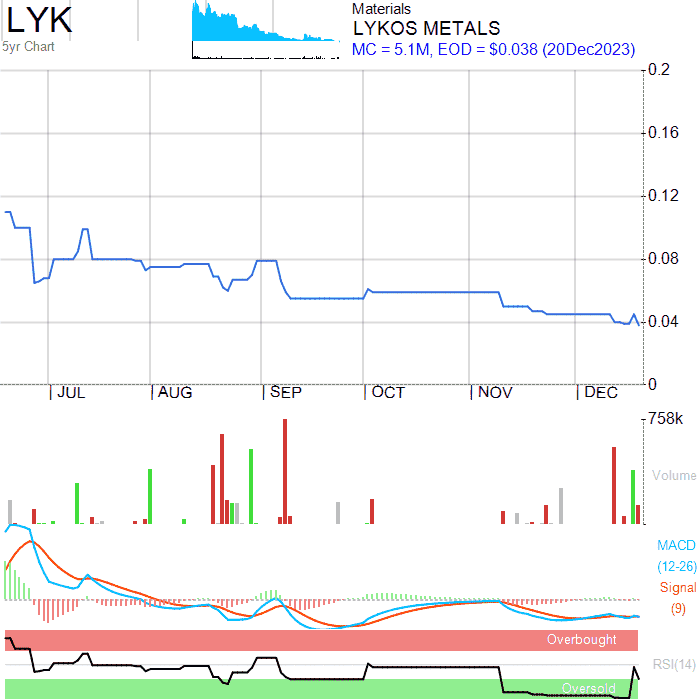 LYK
5yr Chart
Materials
LYKOS METALS
MC = 5.1M, EOD = $0.038 (20Dec2023)
0.2
0.16
0.12
0.08
0.04
0
JUL AUG SEP OCT NOV DEC
758k
Volume
MACD
(12-26)
Signal
(9)
Overbought
RSI(14)
Oversold